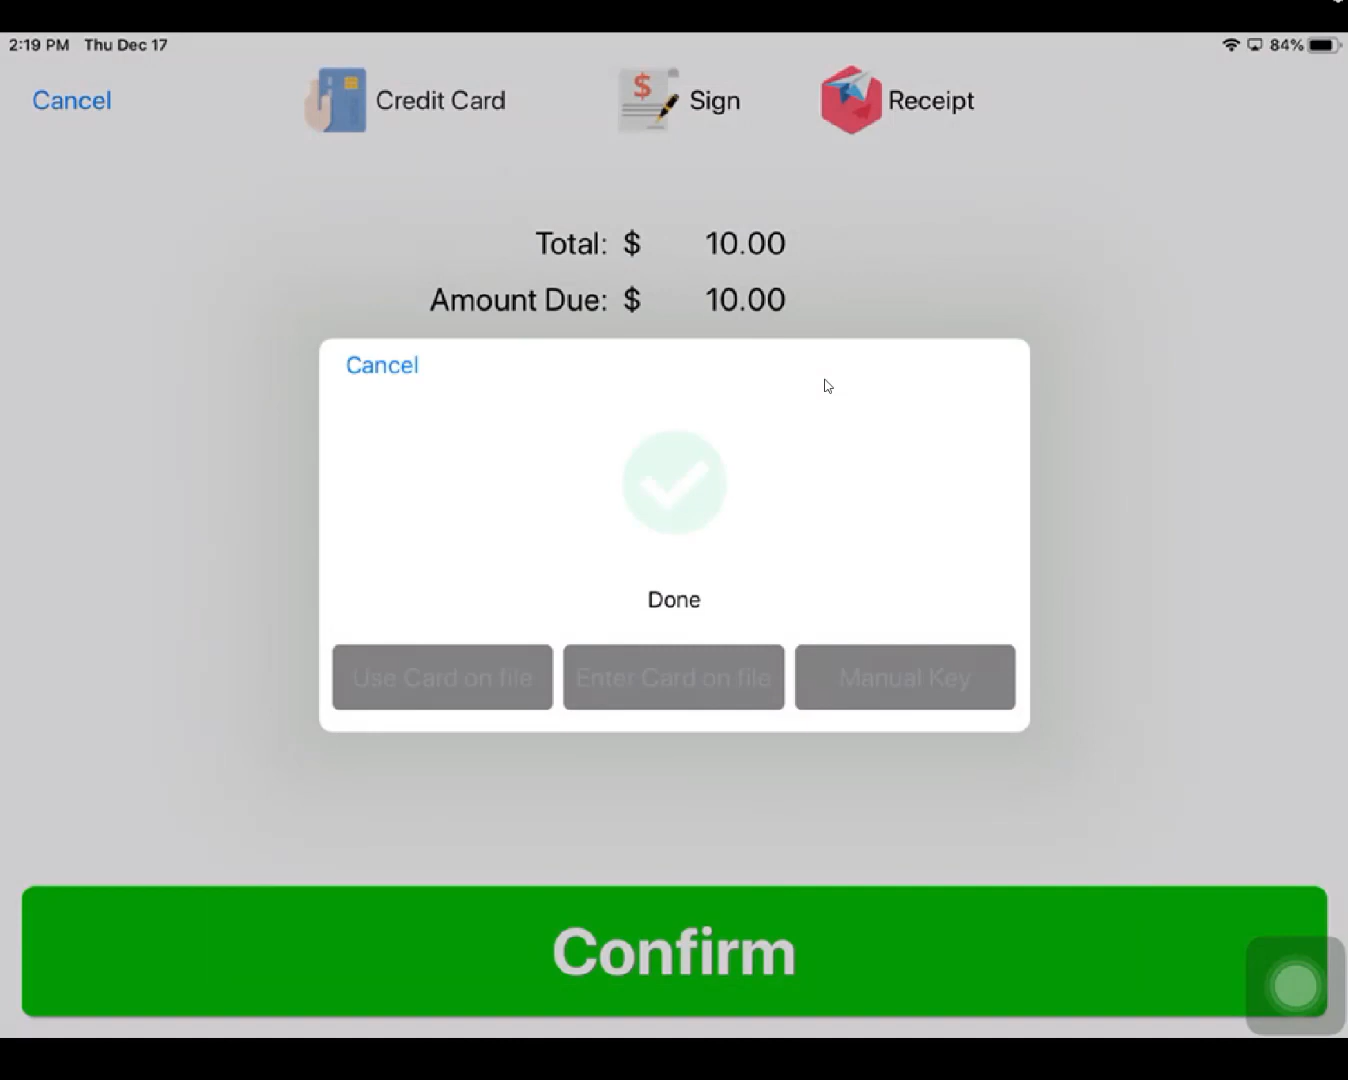 2:19 PM Thu Dec 17
84%
Cancel
Credit Card
$ Sign
Receipt
Total: $ 10.00
Amount Due: $ 10.00
Cancel
Done
Use Card on file
Enter Card on file
Manual Key
Confirm